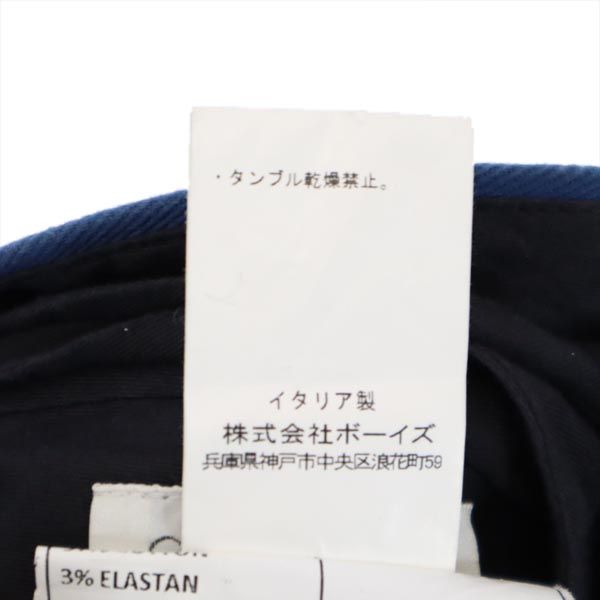 ・タンブル乾燥禁止。
イタリア製
株式会社ボーイズ
兵庫県神戸市中央区浪花町59
3% ELASTAN